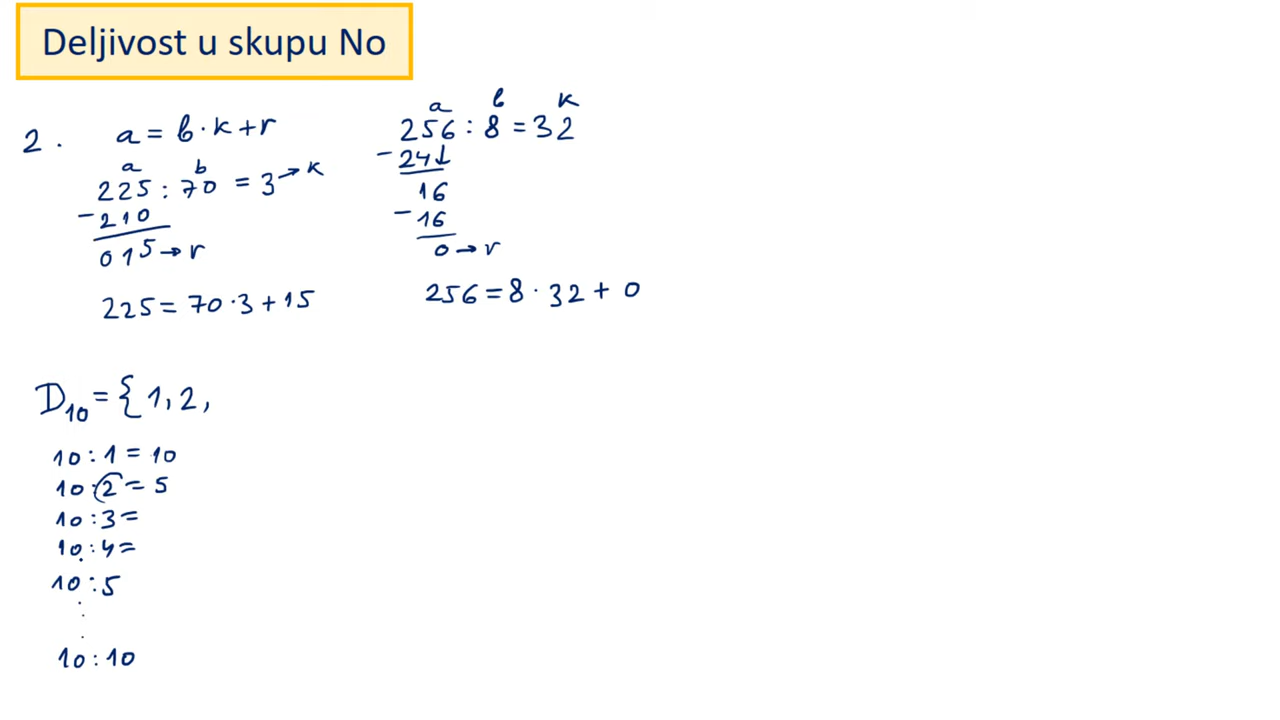 Deljivost u skupu No
2. a = b · k + r
a b
225 : 70 = 3 → k
- 210
015 → r
225 = 70 · 3 + 15
a b k
256 : 8 = 32
- 24↓
16
- 16
0 → r
256 = 8 · 32 + 0
D₁₀ = { 1, 2,
10 : 1 = 10
10 : 2 = 5
10 : 3 =
10 : 4 =
10 : 5
⋮
10 : 10